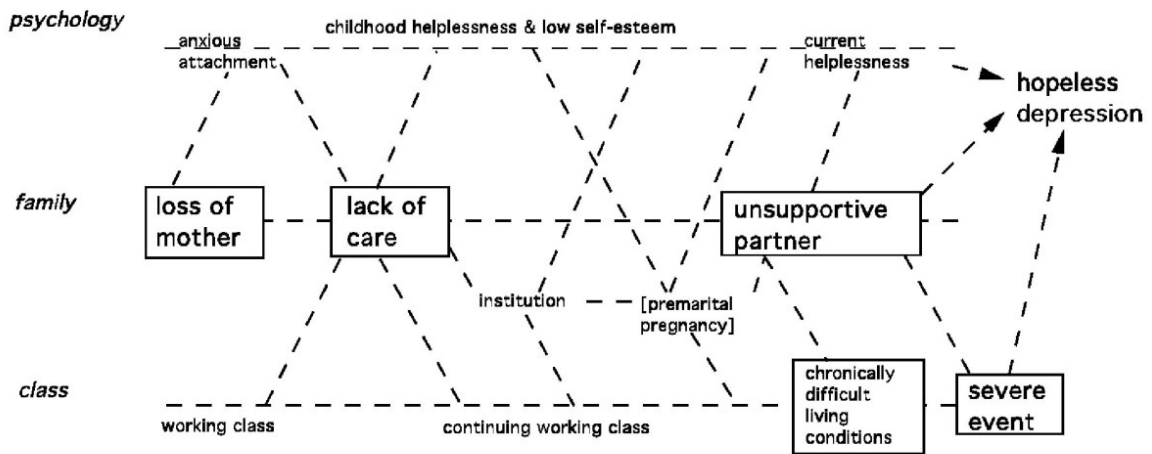 psychology
childhood helplessness & low self-esteem
anxious
attachment
current
helplessness
hopeless
depression
family
loss of
mother
lack of
care
unsupportive
partner
institution
[premarital
pregnancy]
class
working class
continuing working class
chronically
difficult
living
conditions
severe
event